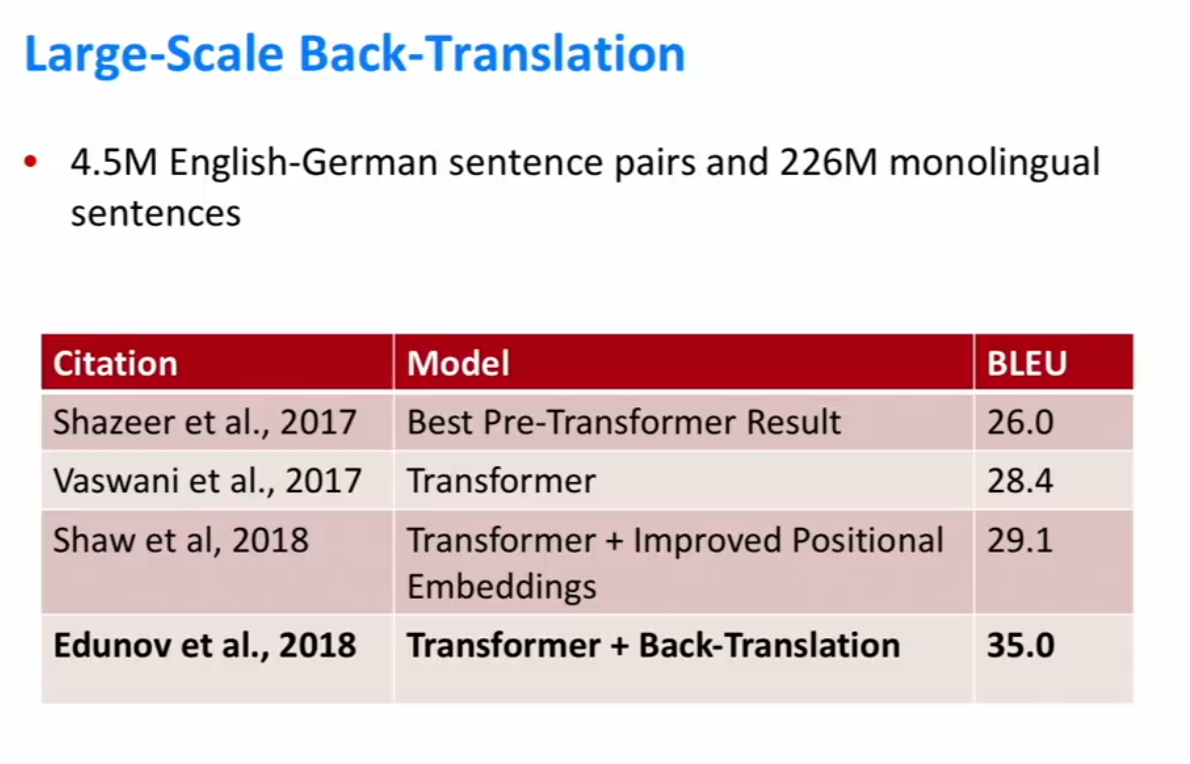 Large-Scale Back-Translation
• 4.5M English-German sentence pairs and 226M monolingual
sentences
Citation Model BLEU
Shazeer et al., 2017 Best Pre-Transformer Result 26.0
Vaswani et al., 2017 Transformer 28.4
Shaw et al, 2018 Transformer + Improved Positional 29.1
Embeddings
Edunov et al., 2018 Transformer + Back-Translation 35.0